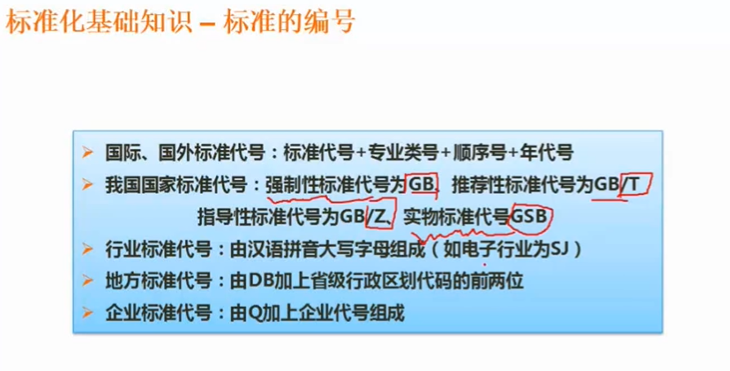 标准化基础知识 – 标准的编号
国际、国外标准代号：标准代号+专业类号+顺序号+年代号
我国国家标准代号：强制性标准代号为GB、推荐性标准代号为GB/T
指导性标准代号为GB/Z、实物标准代号GSB
行业标准代号：由汉语拼音大写字母组成（如电子行业为SJ）
地方标准代号：由DB加上省级行政区划代码的前两位
企业标准代号：由Q加上企业代号组成